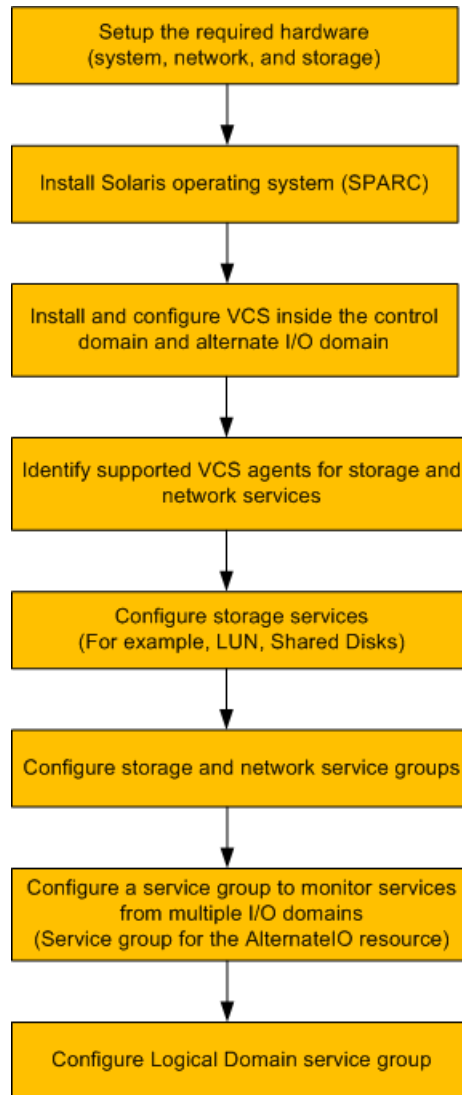 Setup the required hardware
(system, network, and storage)
Install Solaris operating system (SPARC)
Install and configure VCS inside the control
domain and alternate I/O domain
Identify supported VCS agents for storage and
network services
Configure storage services
(For example, LUN, Shared Disks)
Configure storage and network service groups
Configure a service group to monitor services
from multiple I/O domains
(Service group for the AlternateIO resource)
Configure Logical Domain service group